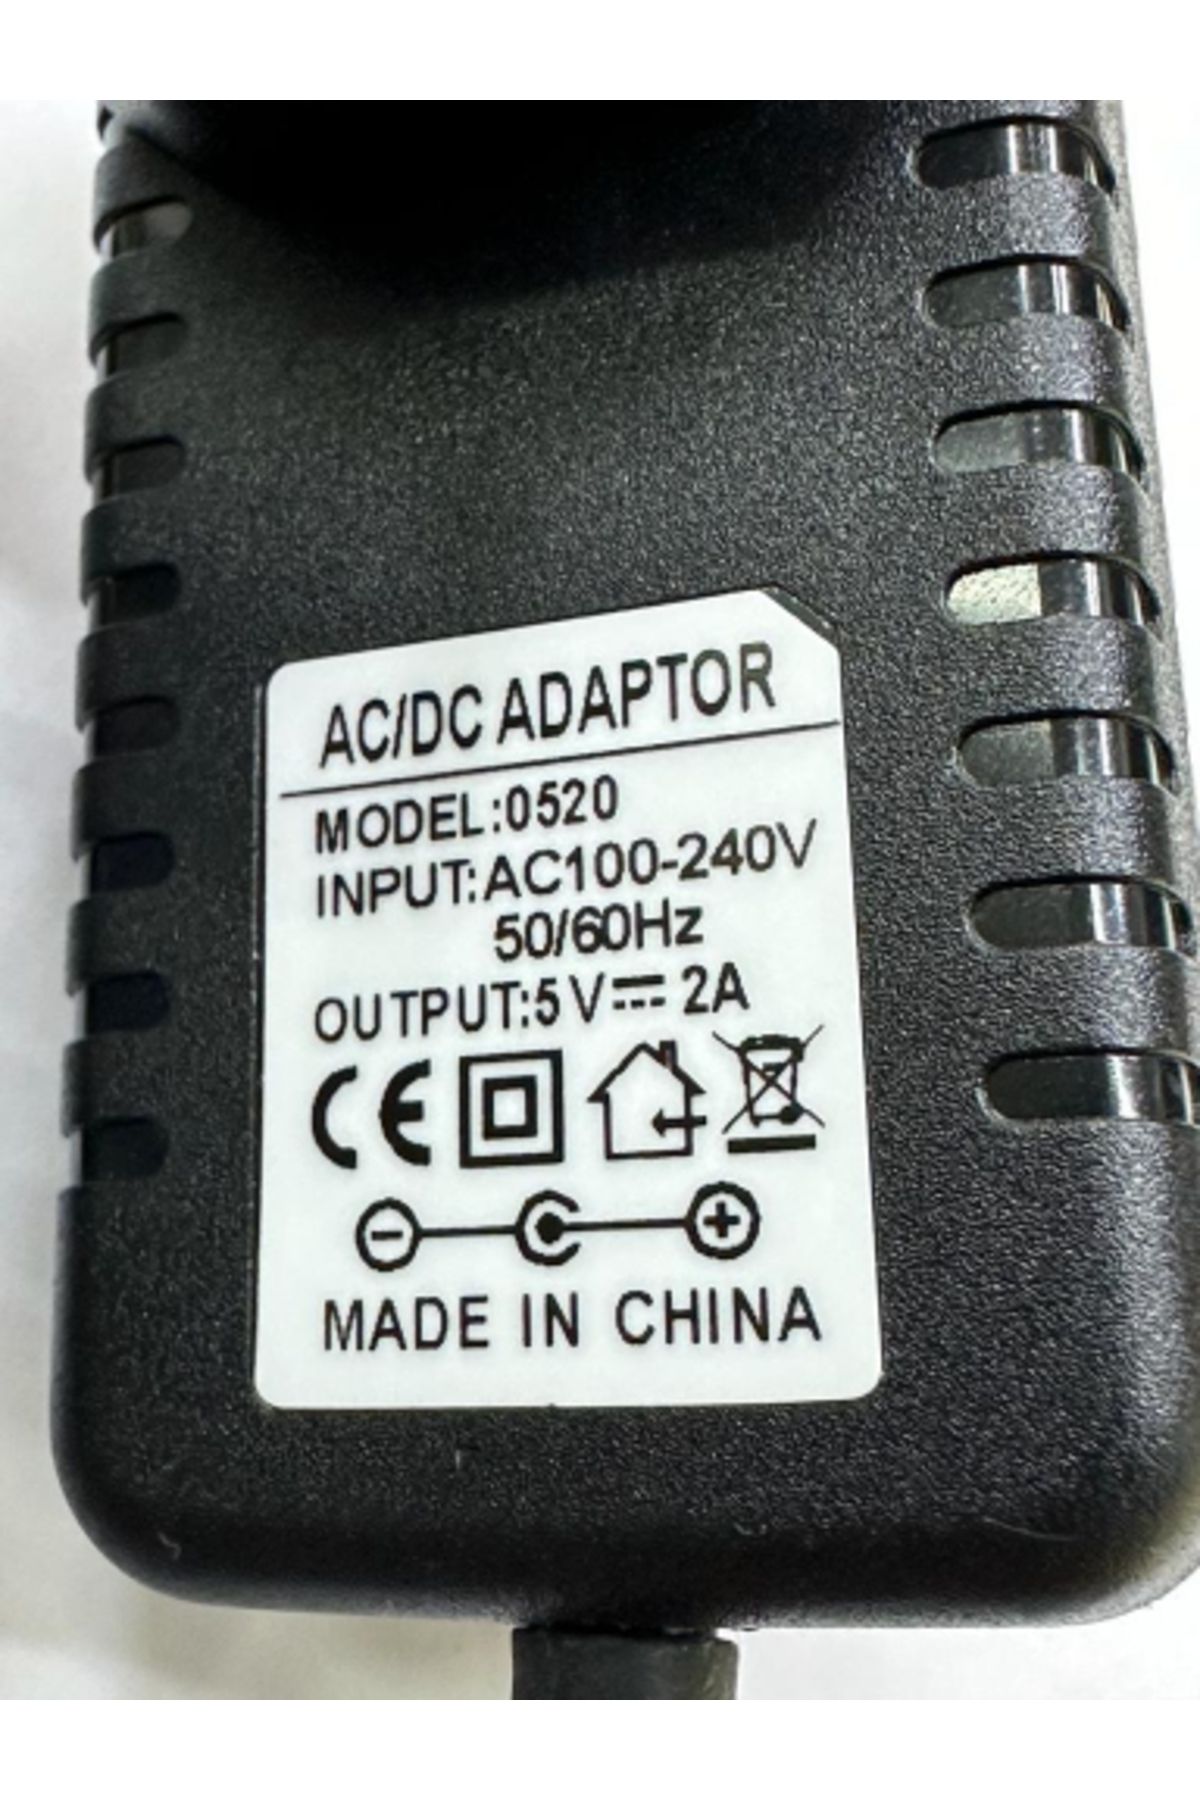 AC/DC ADAPTOR
MODEL:0520
INPUT:AC100-240V
50/60Hz
OUTPUT:5V⎓2A
CE
MADE IN CHINA